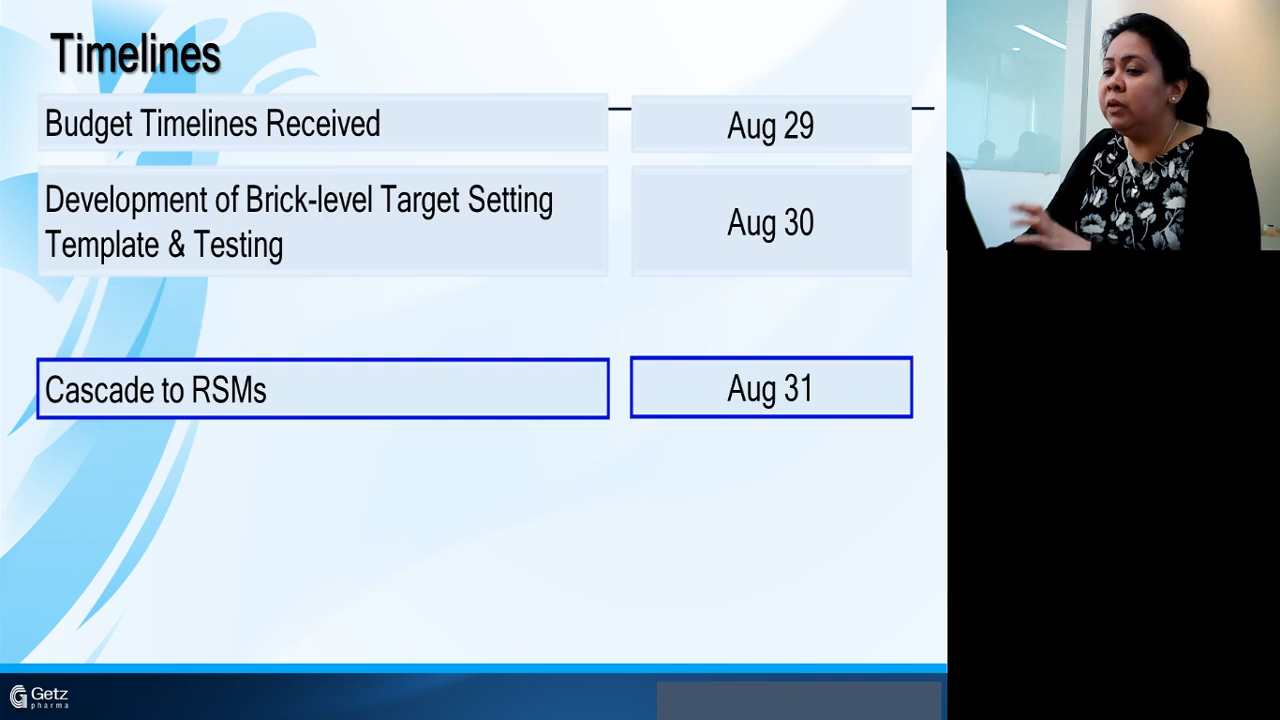 Timelines
Budget Timelines Received
Aug 29
Development of Brick-level Target Setting
Template & Testing
Aug 30
Cascade to RSMs
Aug 31
Getz
pharma